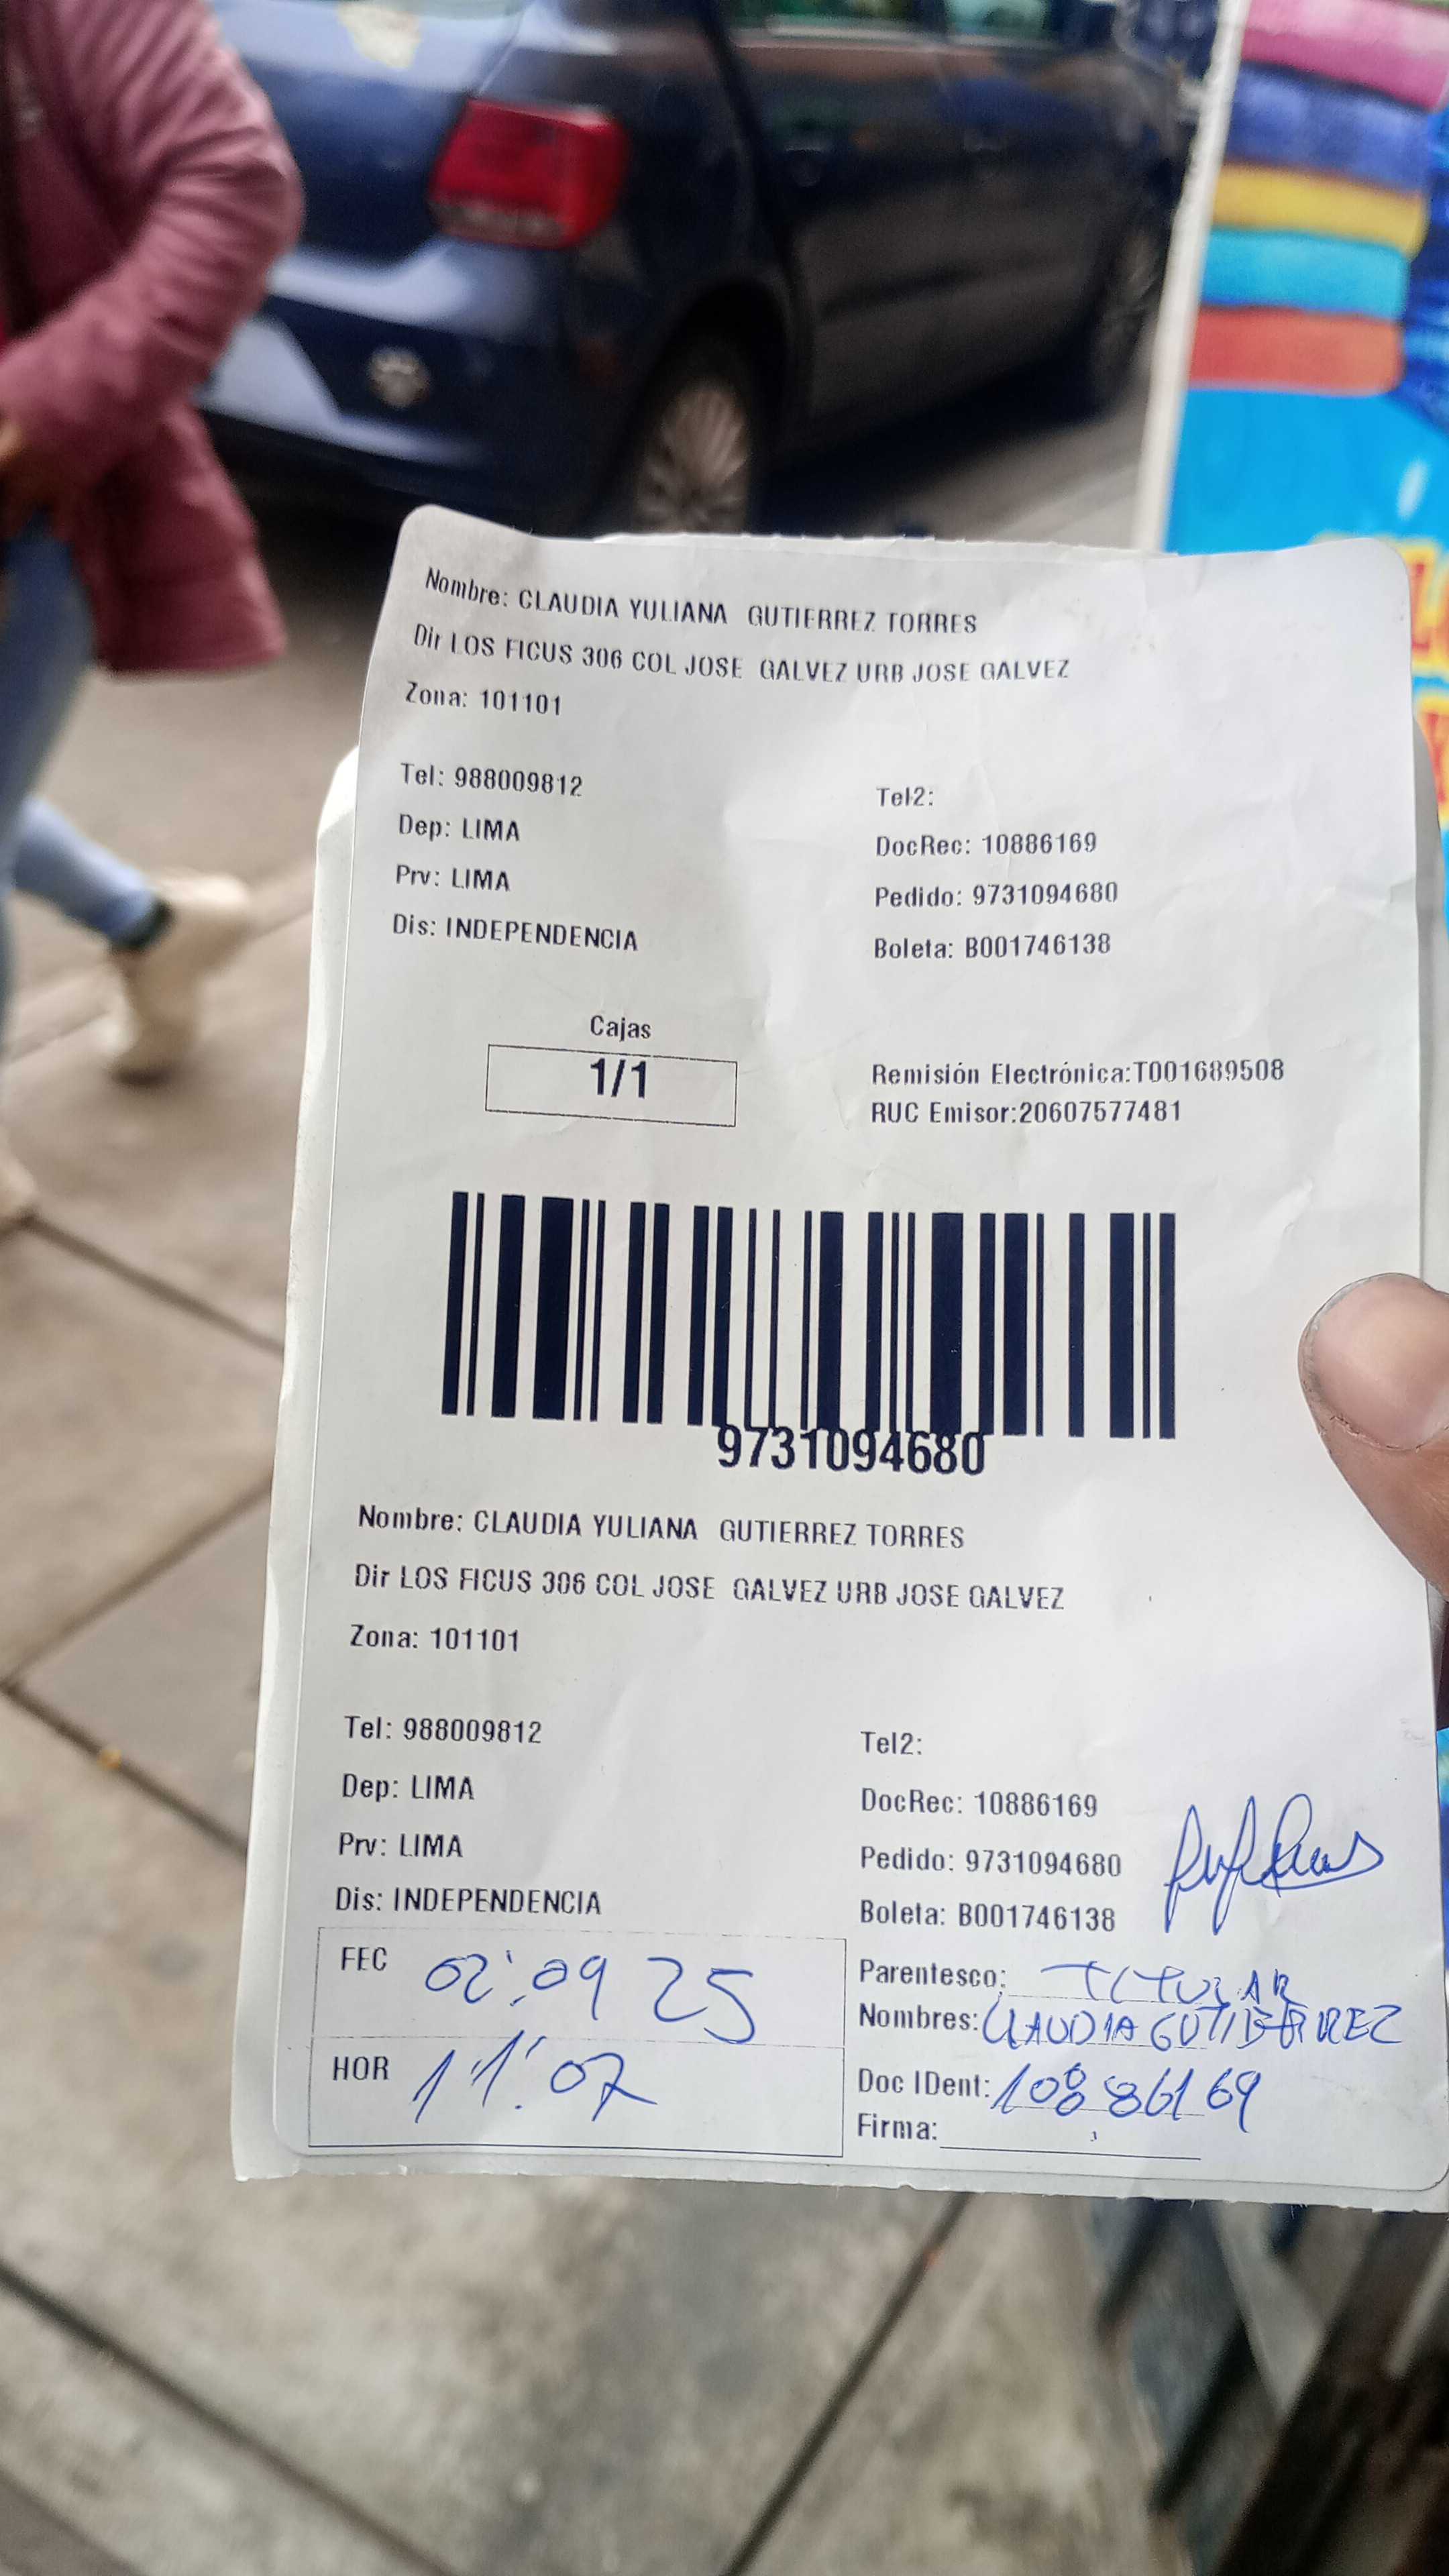 Nombre: CLAUDIA YULIANA GUTIERREZ TORRES
Dir LOS FICUS 306 COL JOSE GALVEZ URB JOSE GALVEZ
Zona: 101101
Tel: 988009812
Tel2:
Dep: LIMA
DocRec: 10886169
Prv: LIMA
Pedido: 9731094680
Dis: INDEPENDENCIA
Boleta: B001746138
Cajas
1/1
Remisión Electrónica:T001689508
RUC Emisor:20607577481
9731094680
Nombre: CLAUDIA YULIANA GUTIERREZ TORRES
Dir LOS FICUS 306 COL JOSE GALVEZ URB JOSE GALVEZ
Zona: 101101
Tel: 988009812
Tel2:
Dep: LIMA
DocRec: 10886169
Prv: LIMA
Pedido: 9731094680
Dis: INDEPENDENCIA
Boleta: B001746138
FEC 02.09 25
Parentesco: TITULAR
Nombres: CLAUDIA GUTIERREZ
HOR 11:07
Doc IDent: 10886169
Firma: